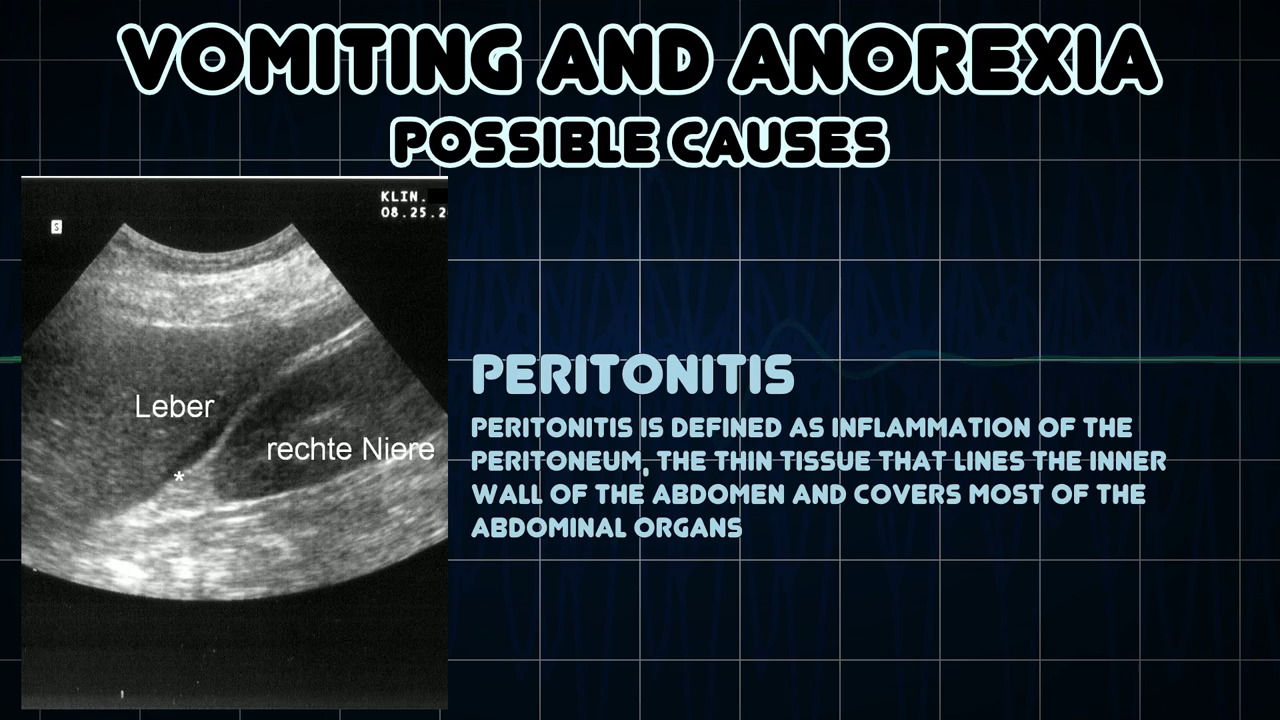 VOMITING AND ANOREXIA
POSSIBLE CAUSES
KLIN.
08.25.2
S
Leber
rechte Niere
*
PERITONITIS
PERITONITIS IS DEFINED AS INFLAMMATION OF THE
PERITONEUM, THE THIN TISSUE THAT LINES THE INNER
WALL OF THE ABDOMEN AND COVERS MOST OF THE
ABDOMINAL ORGANS